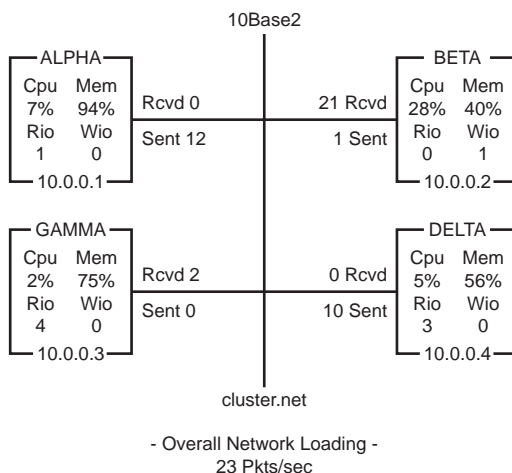 10Base2
ALPHA
Cpu Mem
7% 94%
Rio Wio
1 0
10.0.0.1
Rcvd 0
Sent 12
BETA
21 Rcvd
1 Sent
Cpu Mem
28% 40%
Rio Wio
0 1
10.0.0.2
GAMMA
Cpu Mem
2% 75%
Rio Wio
4 0
10.0.0.3
Rcvd 2
Sent 0
DELTA
0 Rcvd
10 Sent
Cpu Mem
5% 56%
Rio Wio
3 0
10.0.0.4
cluster.net
- Overall Network Loading -
23 Pkts/sec